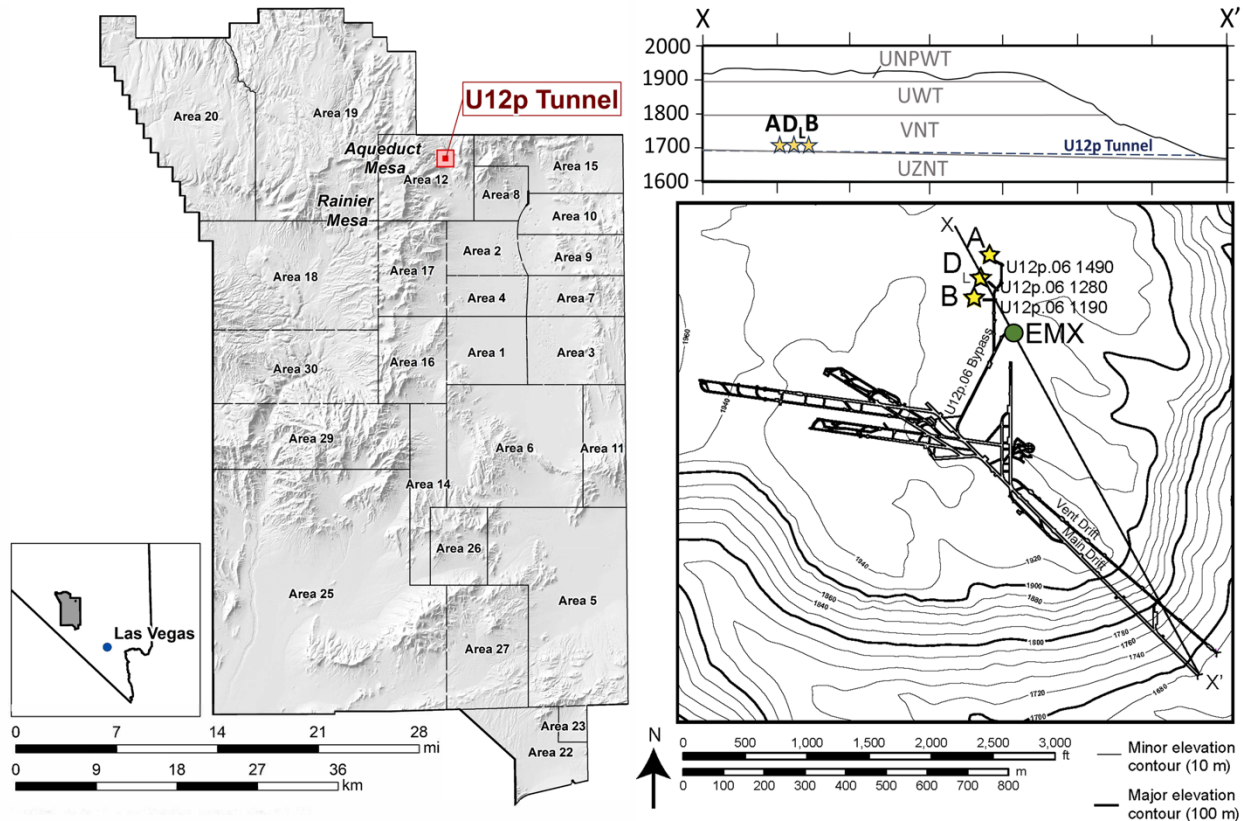 U12p Tunnel
Area 20
Area 19
Aqueduct
Mesa
Area 12
Area 15
Area 8
Rainier
Mesa
Area 10
Area 2
Area 9
Area 18
Area 17
Area 4
Area 7
Area 16
Area 1
Area 3
Area 30
Area 29
Area 6
Area 11
Area 14
Area 26
Area 25
Area 5
Area 27
Area 23
Area 22
Las Vegas
0 7 14 21 28
mi
0 9 18 27 36
km
X X’
2000
1900
1800
1700
1600
UNPWT
UWT
VNT
ADLB
U12p Tunnel
UZNT
X
A
D
L
B
U12p.06 1490
U12p.06 1280
U12p.06 1190
EMX
U12p.06 Bypass
Vent Drift
Main Drift
X'
1960
1940
1940
1920
1900
1880
1860
1840
1800
1780
1760
1740
1720
1700
1680
N
0 500 1,000 1,500 2,000 2,500 3,000
ft
0 100 200 300 400 500 600 700 800
m
Minor elevation
contour (10 m)
Major elevation
contour (100 m)